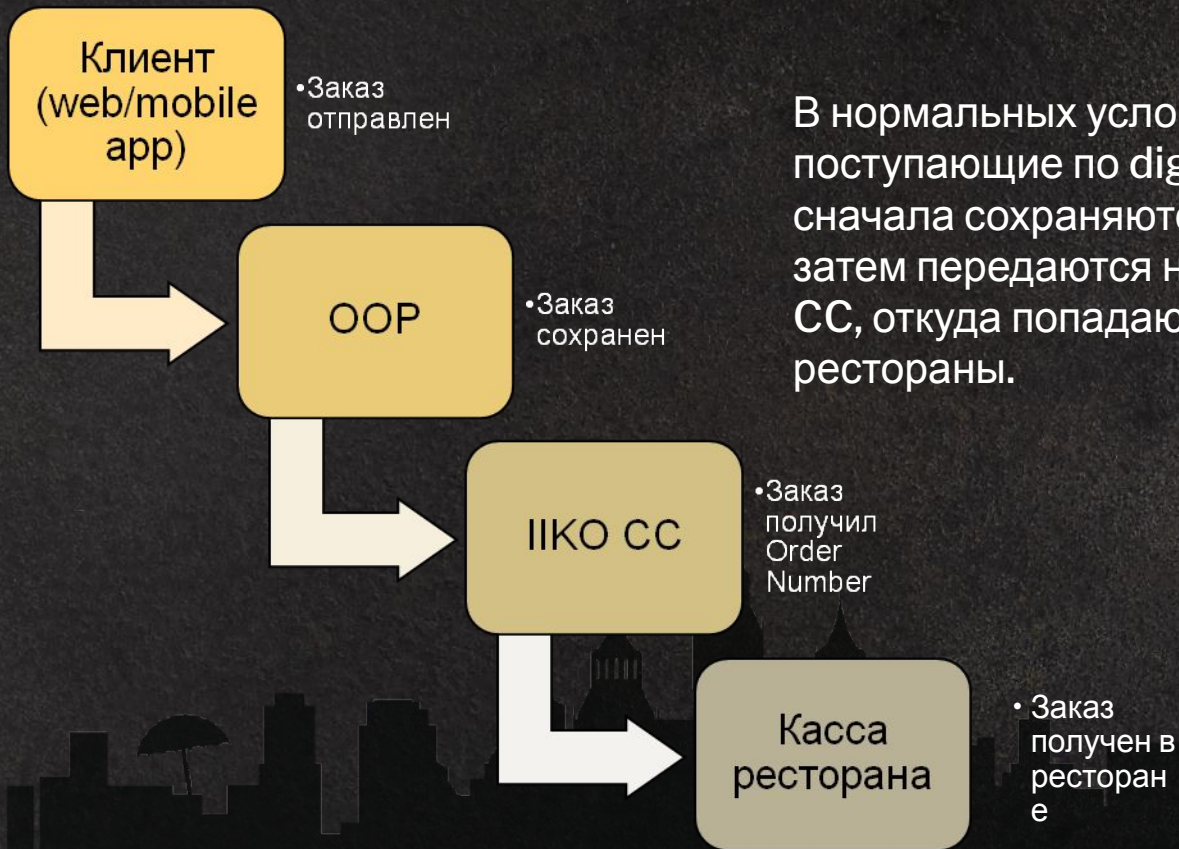 Клиент
(web/mobile
app)
•Заказ
отправлен
В нормальных усло
поступающие по dig
сначала сохраняют
затем передаются н
СС, откуда попадаю
рестораны.
OOP
•Заказ
сохранен
IIKO CC
•Заказ
получил
Order
Number
Касса
ресторана
• Заказ
получен в
ресторан
е